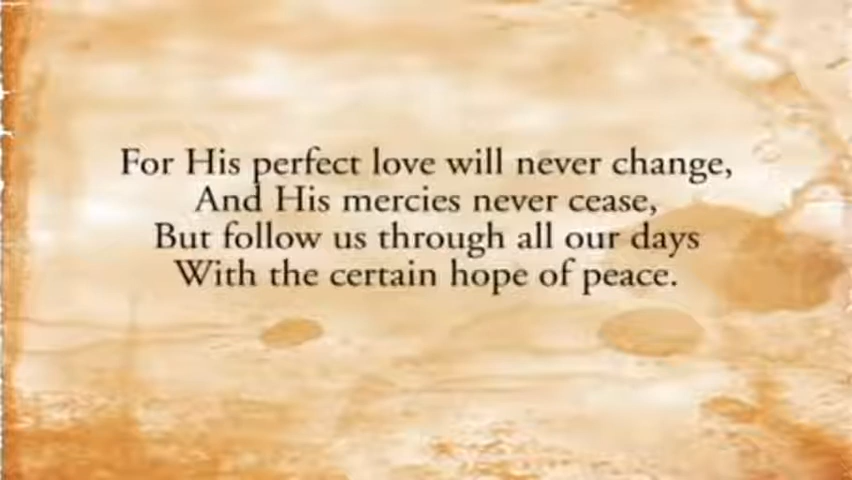 For His perfect love will never change,
And His mercies never cease,
But follow us through all our days
With the certain hope of peace.